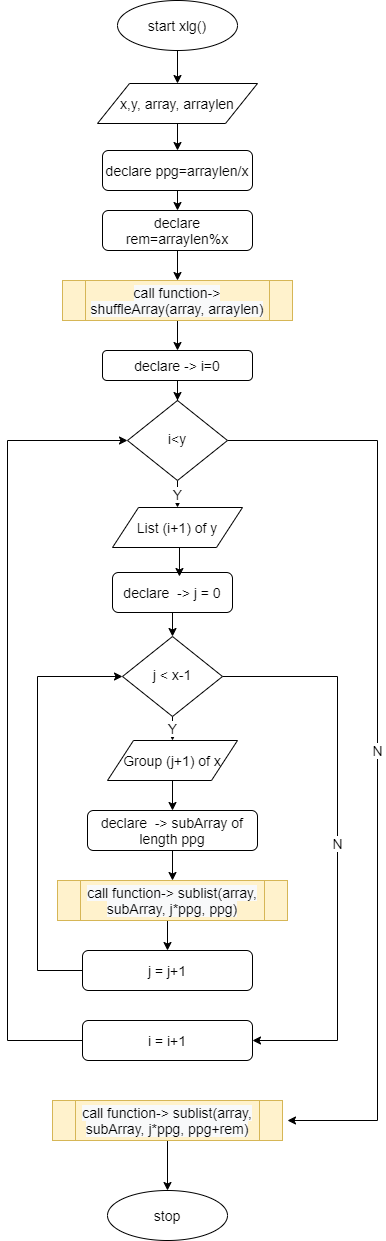 start xlg()
x,y, array, arraylen
declare ppg=arraylen/x
declare
rem=arraylen%x
call function->
shuffleArray(array, arraylen)
declare -> i=0
i<y
Y
List (i+1) of y
declare -> j = 0
j < x-1
Y
N
Group (j+1) of x
declare -> subArray of
length ppg
N
call function-> sublist(array,
subArray, j*ppg, ppg)
j = j+1
i = i+1
call function-> sublist(array,
subArray, j*ppg, ppg+rem)
stop